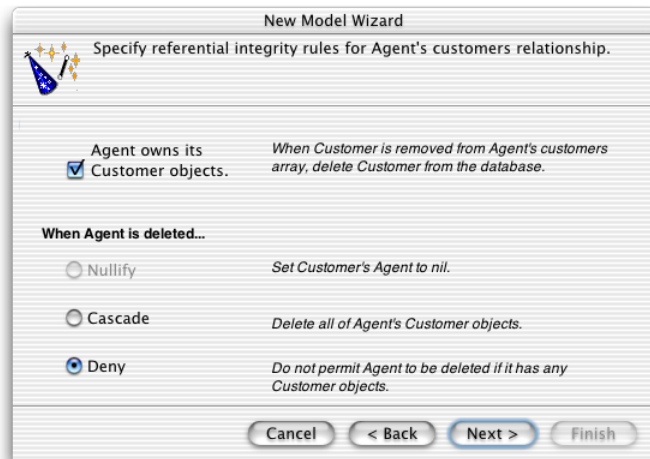 New Model Wizard
Specify referential integrity rules for Agent's customers relationship.
Agent owns its
Customer objects.
When Customer is removed from Agent's customers
array, delete Customer from the database.
When Agent is deleted...
Nullify
Set Customer's Agent to nil.
Cascade
Delete all of Agent's Customer objects.
Deny
Do not permit Agent to be deleted if it has any
Customer objects.
Cancel
< Back
Next >
Finish